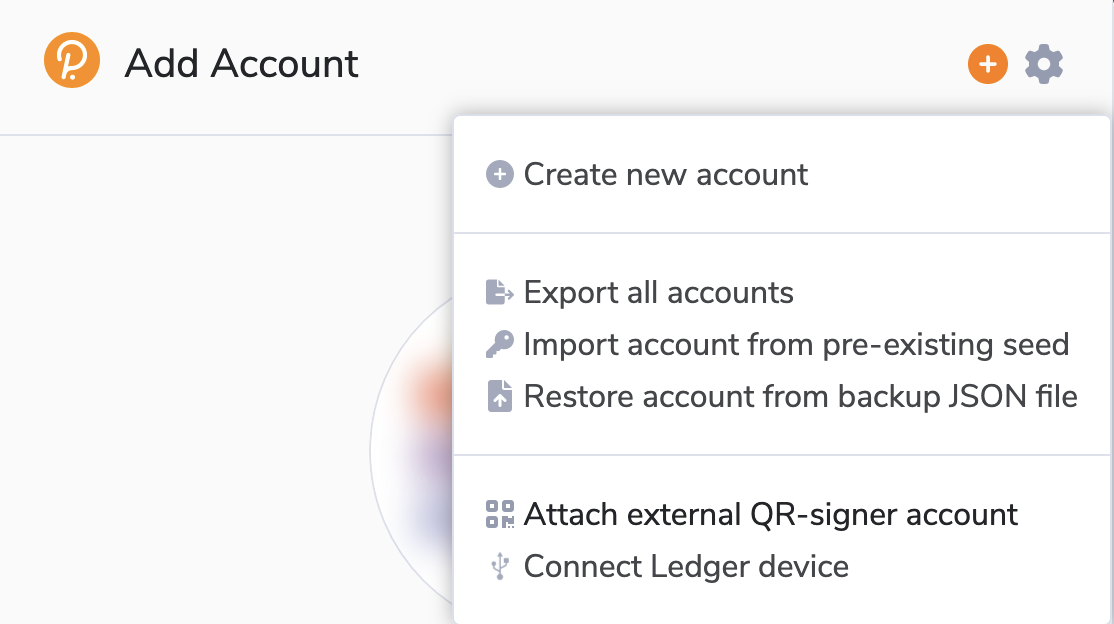 Add Account
Create new account
Export all accounts
Import account from pre-existing seed
Restore account from backup JSON file
Attach external QR-signer account
Connect Ledger device